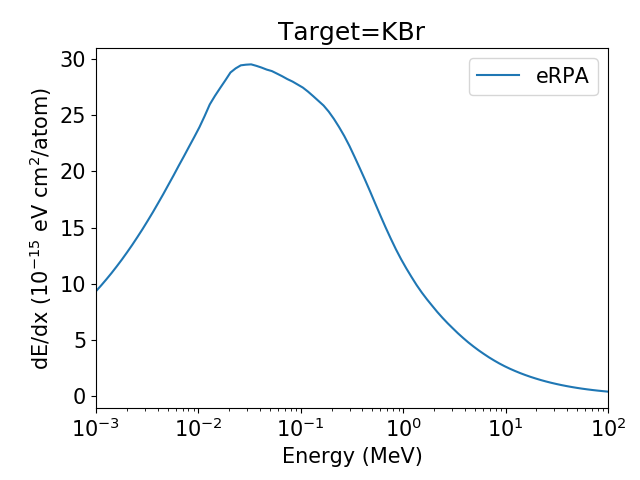 Target=KBr
eRPA
dE/dx (10⁻¹⁵ eV cm²/atom)
30
25
20
15
10
5
0
10⁻³ 10⁻² 10⁻¹ 10⁰ 10¹ 10²
Energy (MeV)